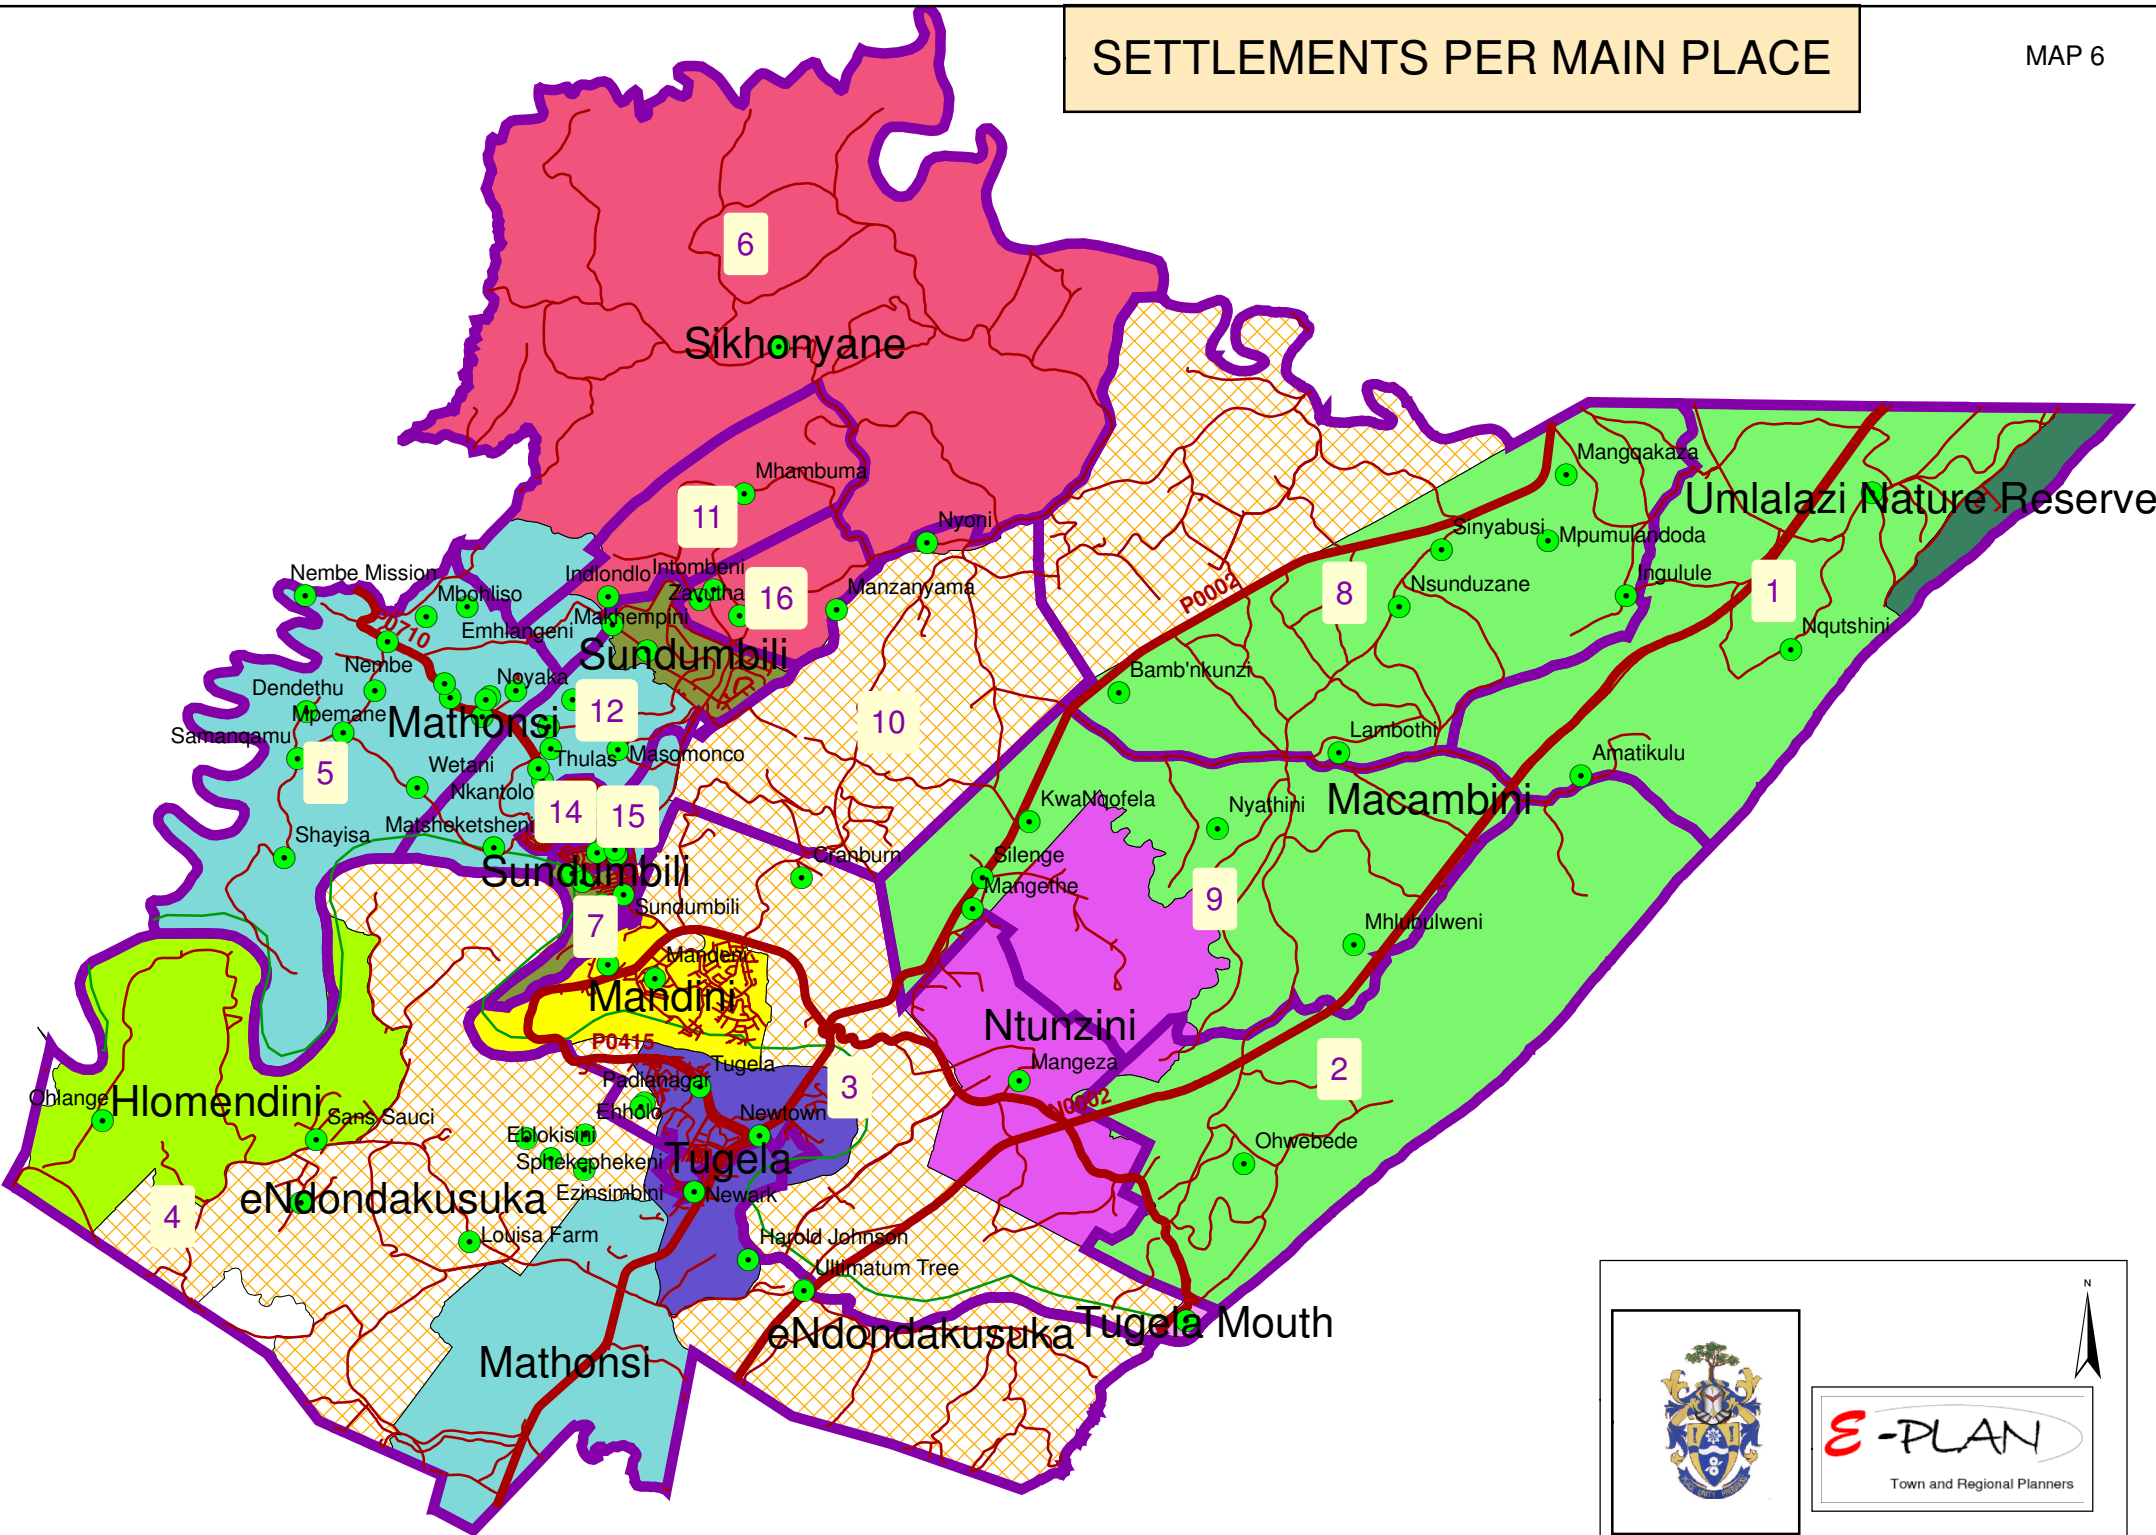 SETTLEMENTS PER MAIN PLACE
MAP 6
6
Sikhonyane
Mhambuma
11
Nyoni
Mangqakaza
Umlalazi Nature Reserve
Sinyabusi
Mpumulandoda
Nembe Mission
Indlondlo
Intombeni
Zavutha
16
Manzanyama
P0002
8
Nsunduzane
Ingulule
1
Mbohliso
Emhlangeni
Makhempini
P0710
Sundumbili
Nqutshini
Nembe
Dendethu
Noyaka
Bamb'nkunzi
Mpemane
Mathonsi
12
10
Samanqamu
5
Wetani
Thulas
Masomonco
Lambothi
Amatikulu
Nkantolo
14
15
KwaNqofela
Nyathini
Macambini
Shayisa
Matsheketsheni
Sundumbili
Cranburn
Silenge
Mangethe
9
Sundumbili
7
Mhlubulweni
Mandeni
Mandini
Ntunzini
P0415
Tugela
Mangeza
2
Padianagar
3
Ohlange
Hlomendini
Sans Sauci
Ehholo
Newtown
N0002
Eblokisini
Sphekephekeni
Tugela
Ohwebede
4
eNdondakusuka
Ezinsimbini
Newark
Louisa Farm
Harold Johnson
Ultimatum Tree
eNdondakusuka
Tugela Mouth
Mathonsi
N
E-PLAN
Town and Regional Planners